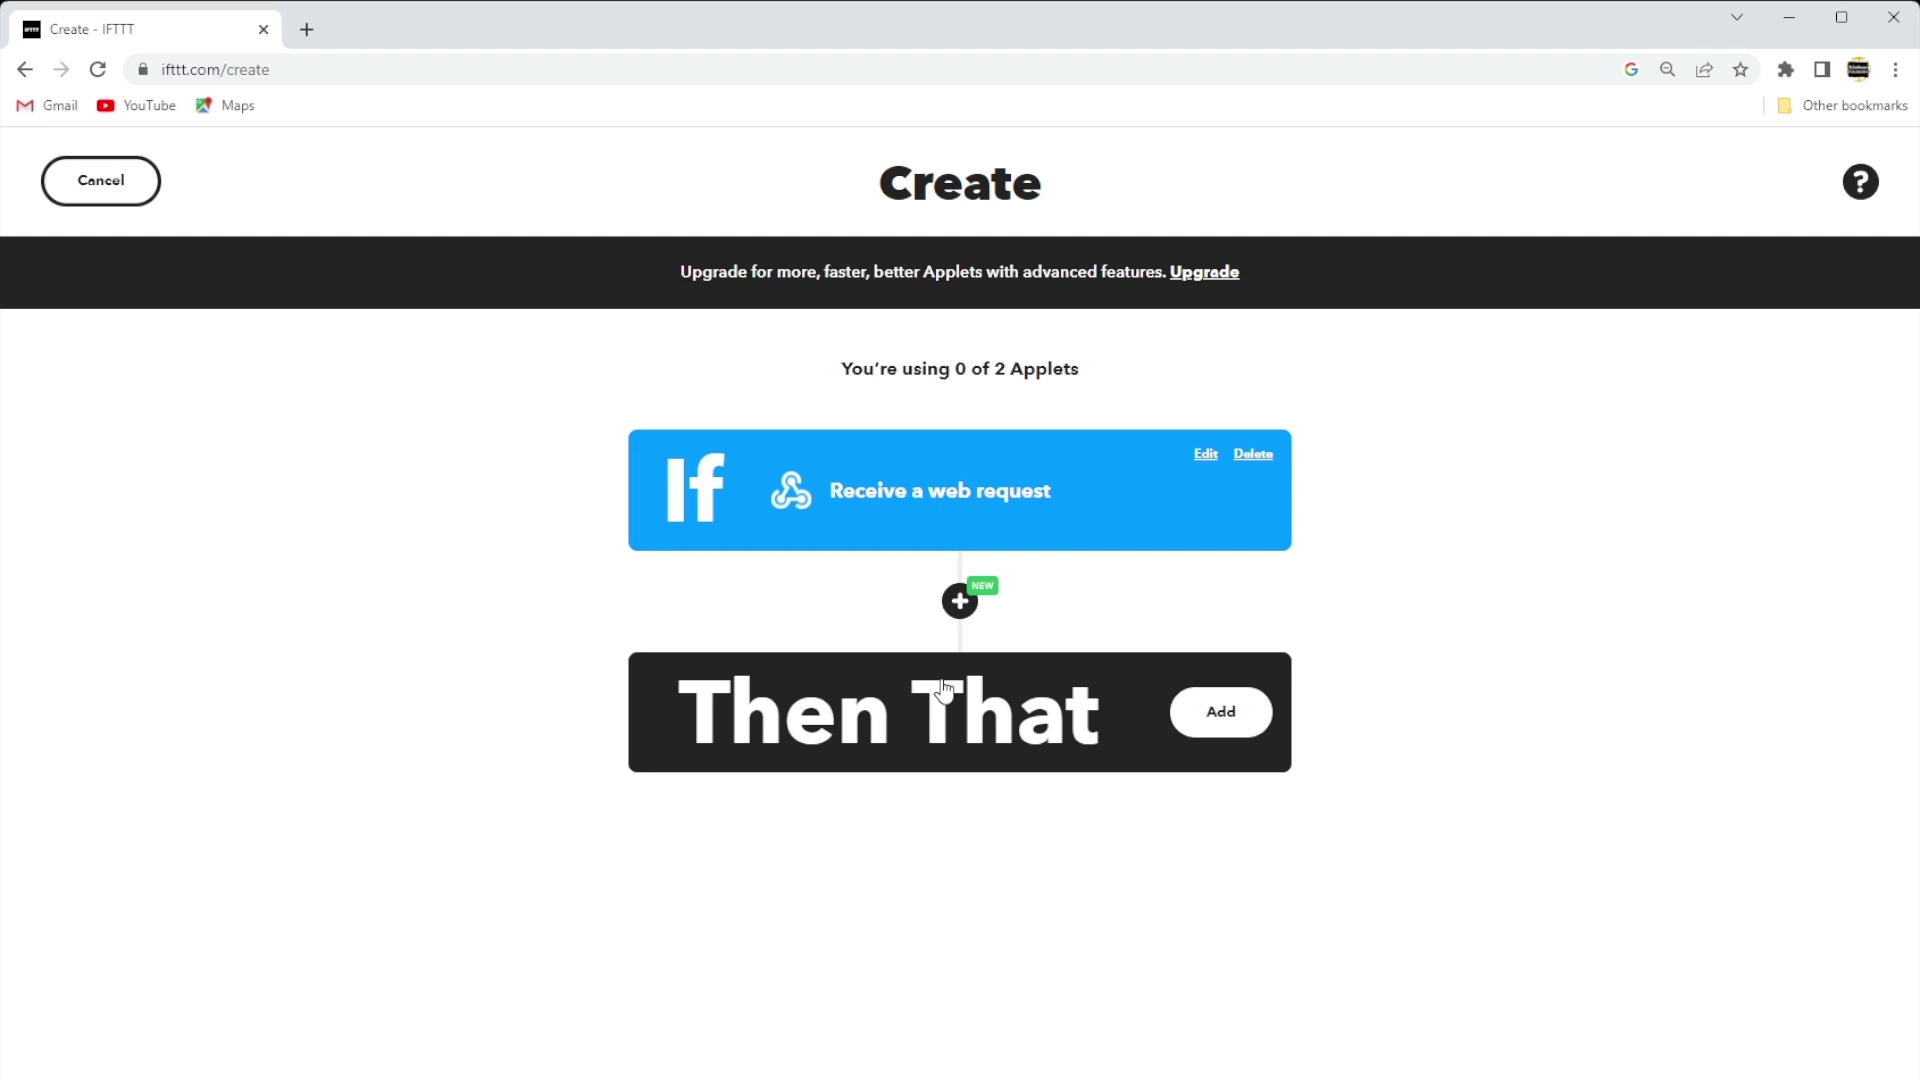 Create - IFTTT
ifttt.com/create
Gmail YouTube Maps Other bookmarks
Cancel Create ?
Upgrade for more, faster, better Applets with advanced features. Upgrade
You're using 0 of 2 Applets
Edit Delete
If Receive a web request
NEW
Then That Add